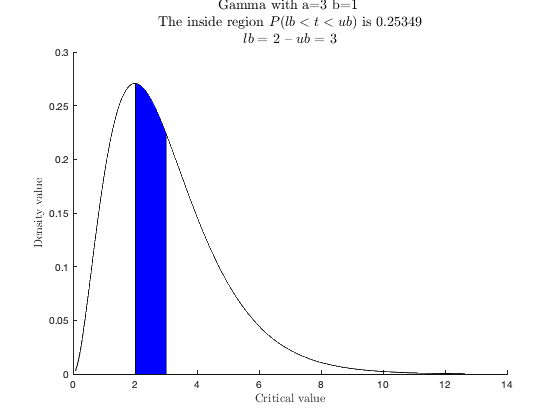 Gamma with a=3 b=1
The inside region P(lb < t < ub) is 0.25349
lb = 2 – ub = 3
0.3
0.25
0.2
0.15
0.1
0.05
0
Density value
0 2 4 6 8 10 12 14
Critical value